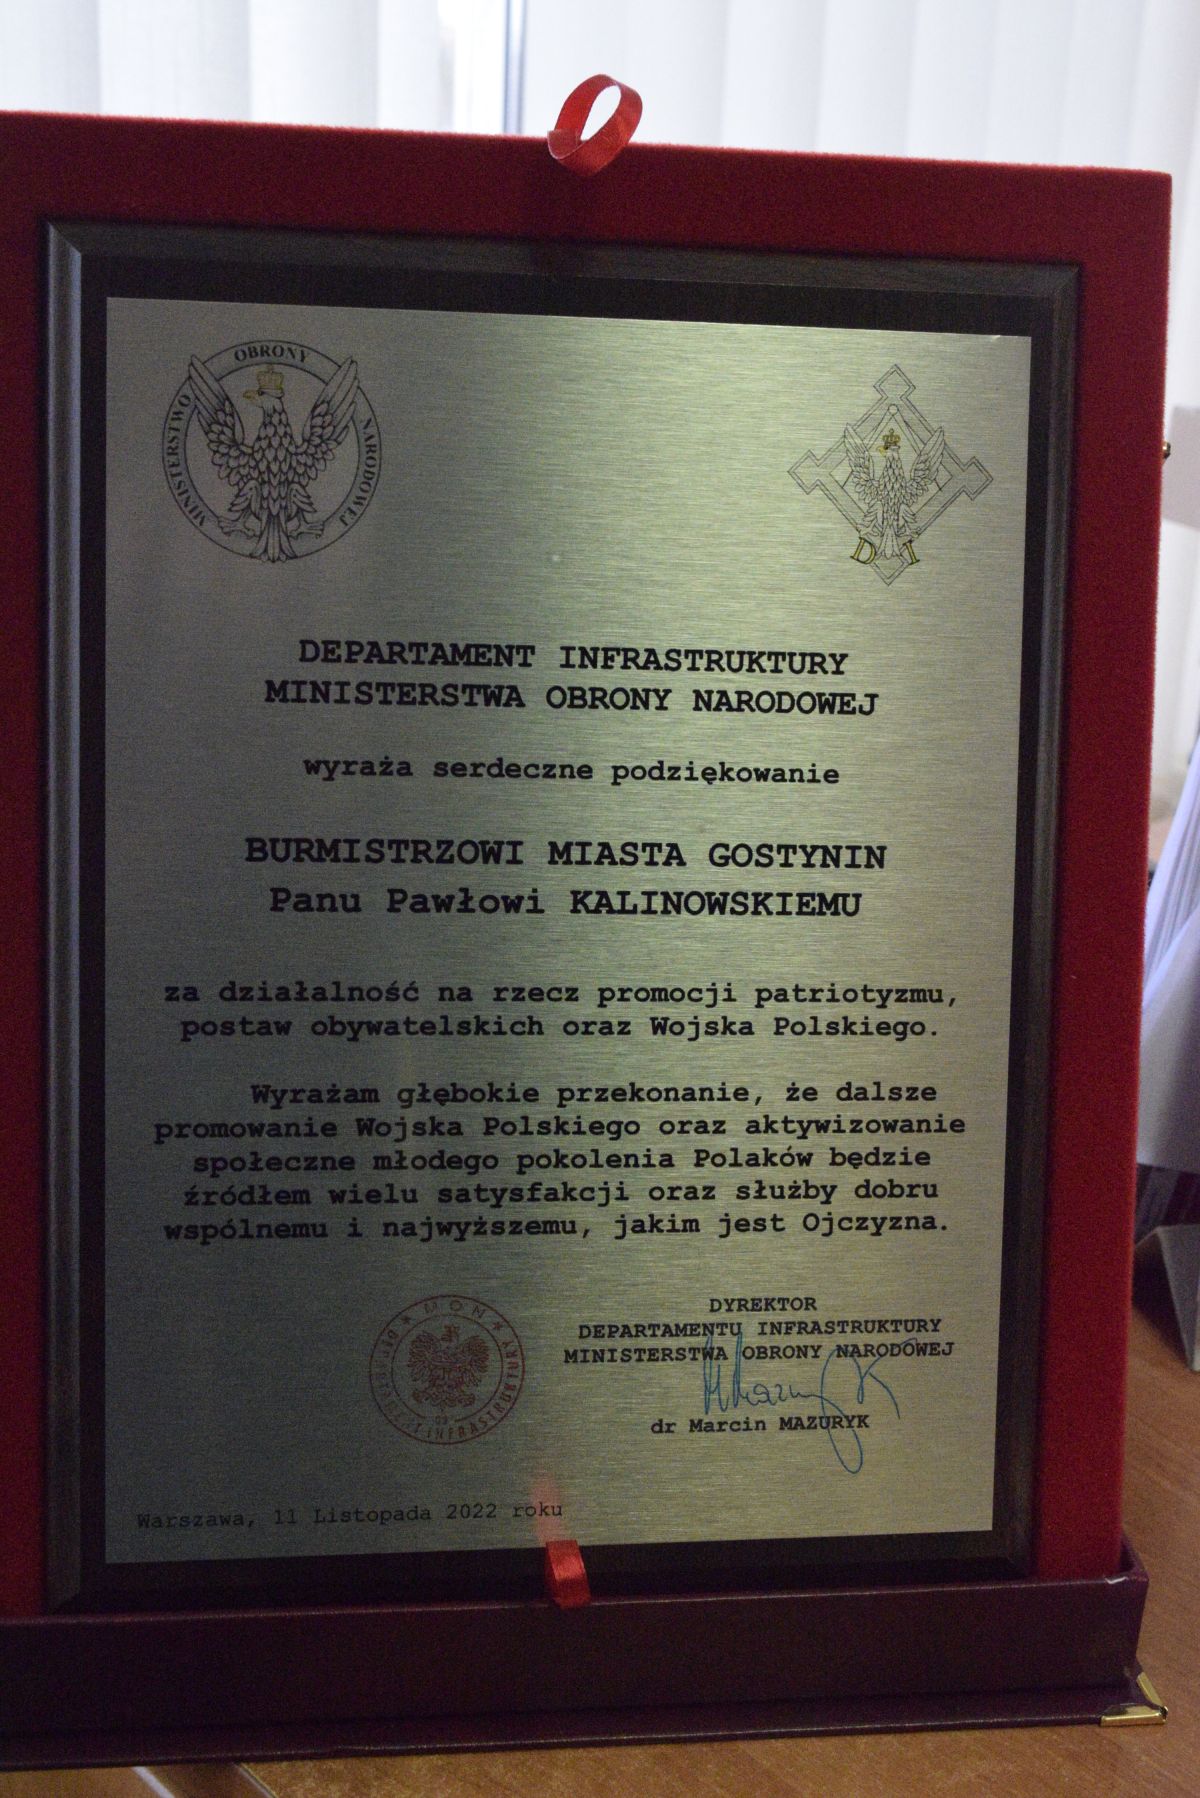 MINISTERSTWO OBRONY NARODOWEJ
D I
DEPARTAMENT INFRASTRUKTURY
MINISTERSTWA OBRONY NARODOWEJ
wyraża serdeczne podziękowanie
BURMISTRZOWI MIASTA GOSTYNIN
Panu Pawłowi KALINOWSKIEMU
za działalność na rzecz promocji patriotyzmu,
postaw obywatelskich oraz Wojska Polskiego.
Wyrażam głębokie przekonanie, że dalsze
promowanie Wojska Polskiego oraz aktywizowanie
społeczne młodego pokolenia Polaków będzie
źródłem wielu satysfakcji oraz służby dobru
wspólnemu i najwyższemu, jakim jest Ojczyzna.
DYREKTOR
DEPARTAMENTU INFRASTRUKTURY
MINISTERSTWA OBRONY NARODOWEJ
dr Marcin MAZURYK
* MON *
INFRASTRUKTURY
Warszawa, 11 Listopada 2022 roku